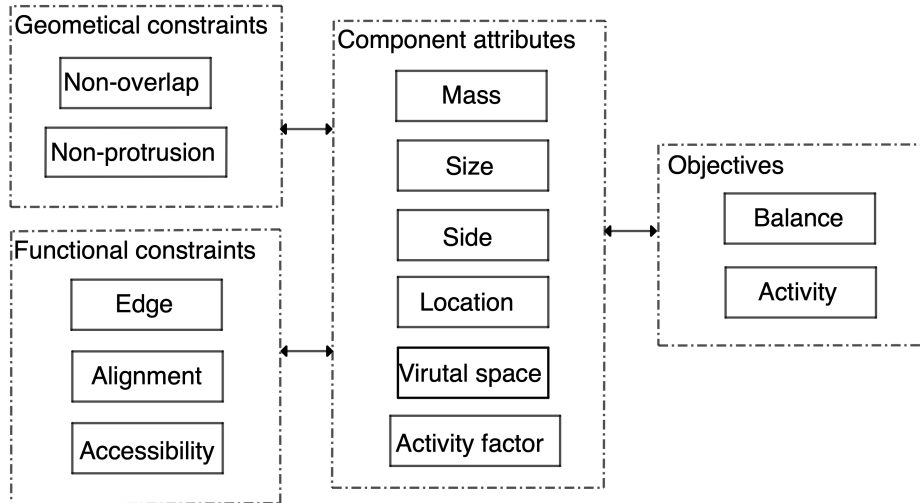 Geometical constraints
Non-overlap
Non-protrusion
Functional constraints
Edge
Alignment
Accessibility
Component attributes
Mass
Size
Side
Location
Virutal space
Activity factor
Objectives
Balance
Activity